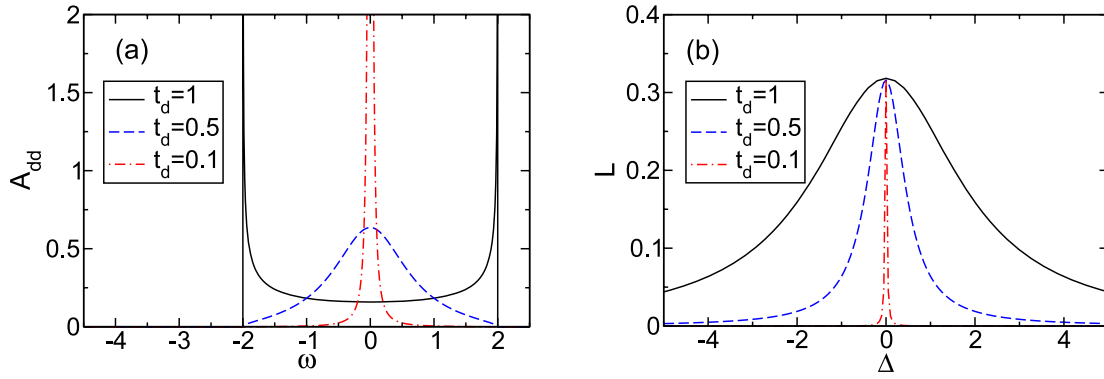 (a)
t_d=1
t_d=0.5
t_d=0.1
A_dd
2
1.5
1
0.5
0
-4 -3 -2 -1 0 1 2
ω
(b)
t_d=1
t_d=0.5
t_d=0.1
L
0.4
0.3
0.2
0.1
0
-4 -2 0 2 4
Δ